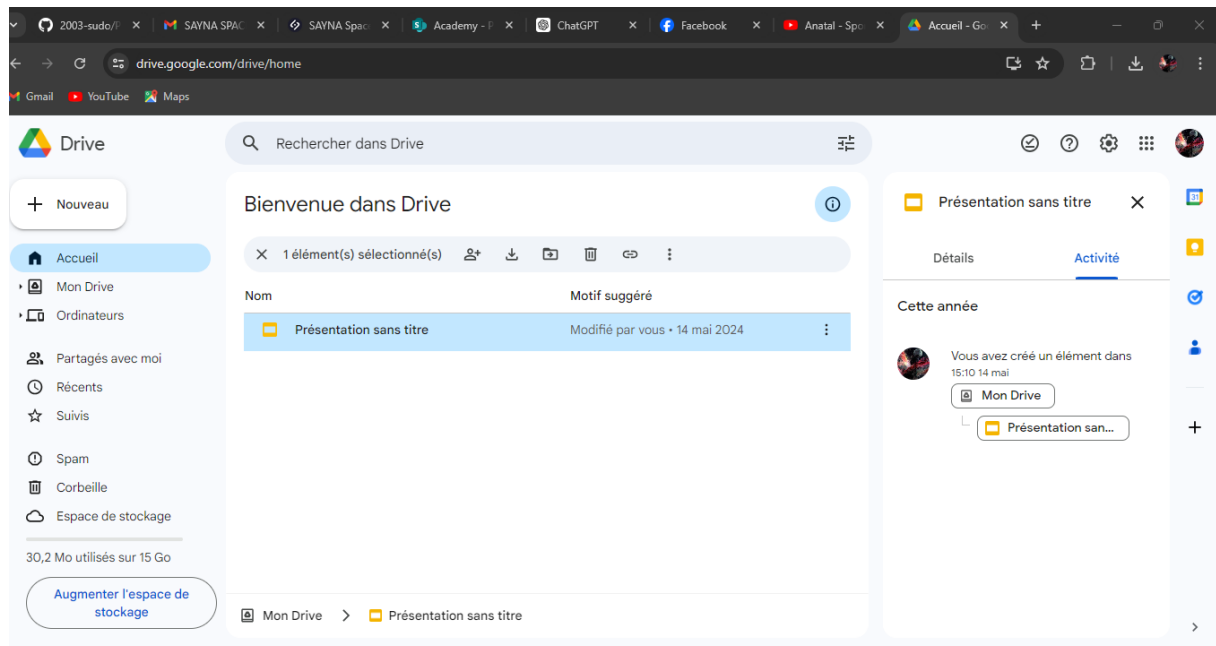 2003-sudo/F
SAYNA SPAC
SAYNA Spac
Academy - P
ChatGPT
Facebook
Anatal - Spo
Accueil - Goo
drive.google.com/drive/home
Gmail
YouTube
Maps
Drive
Rechercher dans Drive
Nouveau
Bienvenue dans Drive
Présentation sans titre
Accueil
1 élément(s) sélectionné(s)
Détails
Activité
Mon Drive
Nom
Motif suggéré
Cette année
Ordinateurs
Présentation sans titre
Modifié par vous • 14 mai 2024
Partagés avec moi
Vous avez créé un élément dans
15:10 14 mai
Récents
Mon Drive
Suivis
Présentation san...
Spam
Corbeille
Espace de stockage
30,2 Mo utilisés sur 15 Go
Augmenter l'espace de
stockage
Mon Drive > Présentation sans titre
31